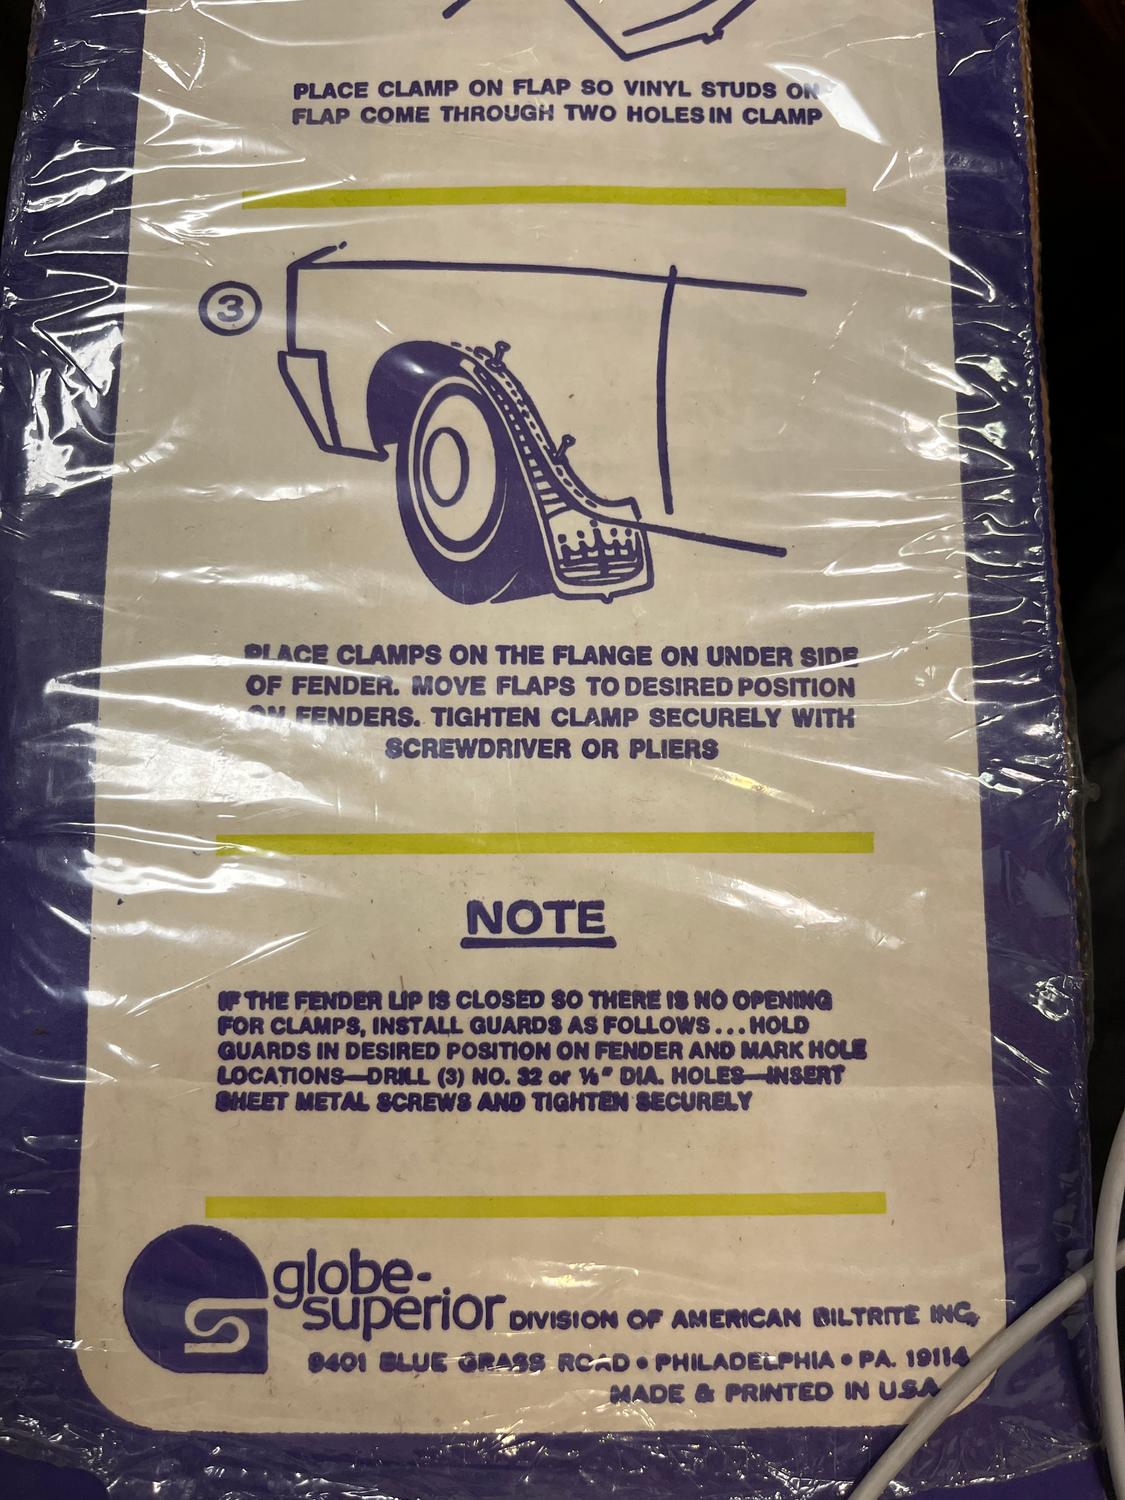 PLACE CLAMP ON FLAP SO VINYL STUDS ON
FLAP COME THROUGH TWO HOLES IN CLAMP
3
PLACE CLAMPS ON THE FLANGE ON UNDER SIDE
OF FENDER. MOVE FLAPS TO DESIRED POSITION
ON FENDERS. TIGHTEN CLAMP SECURELY WITH
SCREWDRIVER OR PLIERS
NOTE
IF THE FENDER LIP IS CLOSED SO THERE IS NO OPENING
FOR CLAMPS, INSTALL GUARDS AS FOLLOWS . . . HOLD
GUARDS IN DESIRED POSITION ON FENDER AND MARK HOLE
LOCATIONS—DRILL (3) NO. 32 or ⅛" DIA. HOLES—INSERT
SHEET METAL SCREWS AND TIGHTEN SECURELY
globe-
superior DIVISION OF AMERICAN BILTRITE INC.
9401 BLUE GRASS ROAD • PHILADELPHIA • PA. 19114
MADE & PRINTED IN U.S.A.